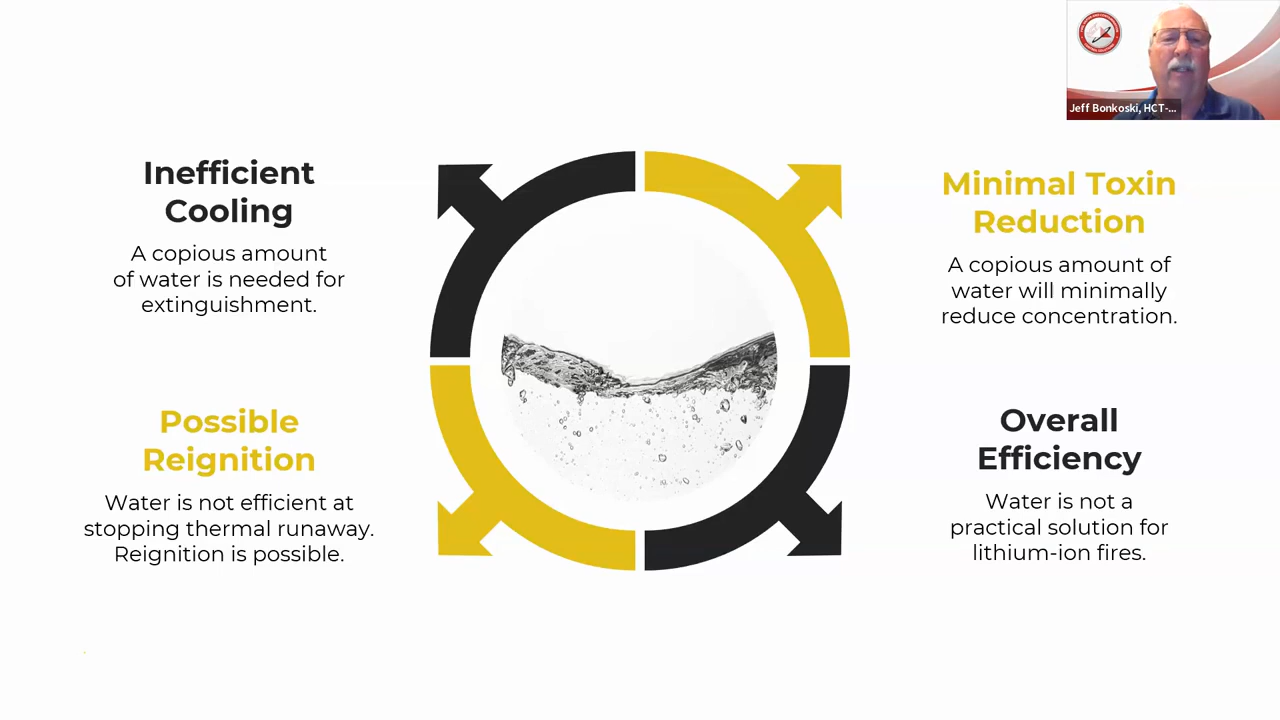 Jeff Bonkoski, HCT-...
Inefficient
Cooling
A copious amount
of water is needed for
extinguishment.
Minimal Toxin
Reduction
A copious amount of
water will minimally
reduce concentration.
Possible
Reignition
Water is not efficient at
stopping thermal runaway.
Reignition is possible.
Overall
Efficiency
Water is not a
practical solution for
lithium-ion fires.